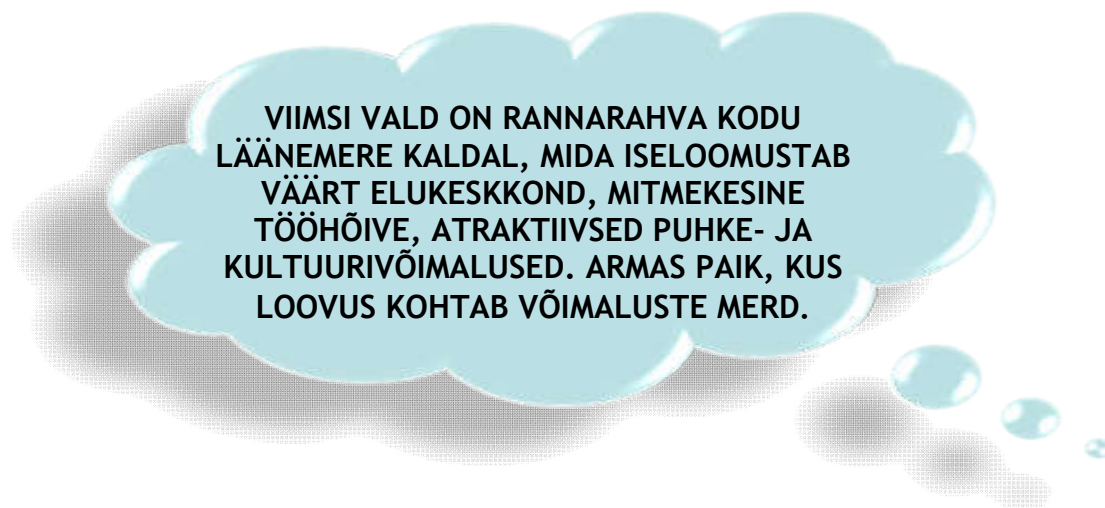 VIIMSI VALD ON RANNARAHVA KODU
LÄÄNEMERE KALDAL, MIDA ISELOOMUSTAB
VÄÄRT ELUKESKKOND, MITMEKESINE
TÖÖHÕIVE, ATRAKTIIVSED PUHKE- JA
KULTUURIVÕIMALUSED. ARMAS PAIK, KUS
LOOVUS KOHTAB VÕIMALUSTE MERD.